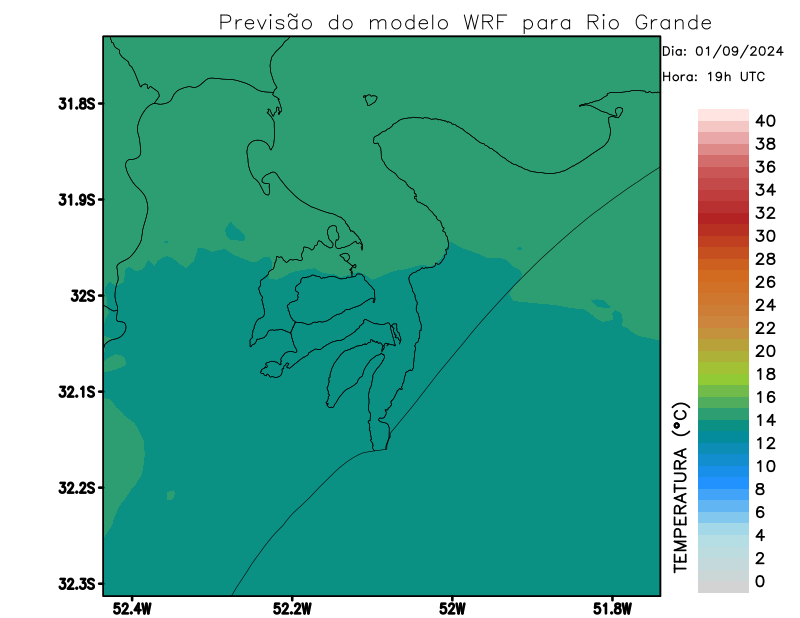 Previsão do modelo WRF para Rio Grande
Dia: 01/09/2024
Hora: 19h UTC
31.8S
31.9S
32S
32.1S
32.2S
32.3S
52.4W
52.2W
52W
51.8W
TEMPERATURA (°C)
40
38
36
34
32
30
28
26
24
22
20
18
16
14
12
10
8
6
4
2
0